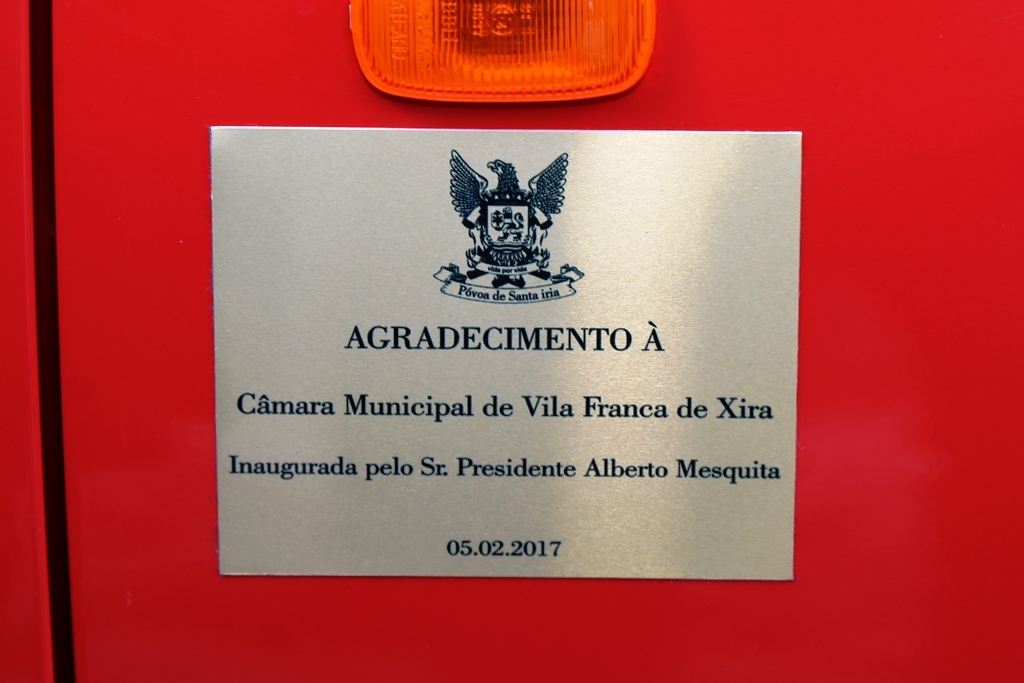 vida por vida
Póvoa de Santa iria
AGRADECIMENTO À
Câmara Municipal de Vila Franca de Xira
Inaugurada pelo Sr. Presidente Alberto Mesquita
05.02.2017